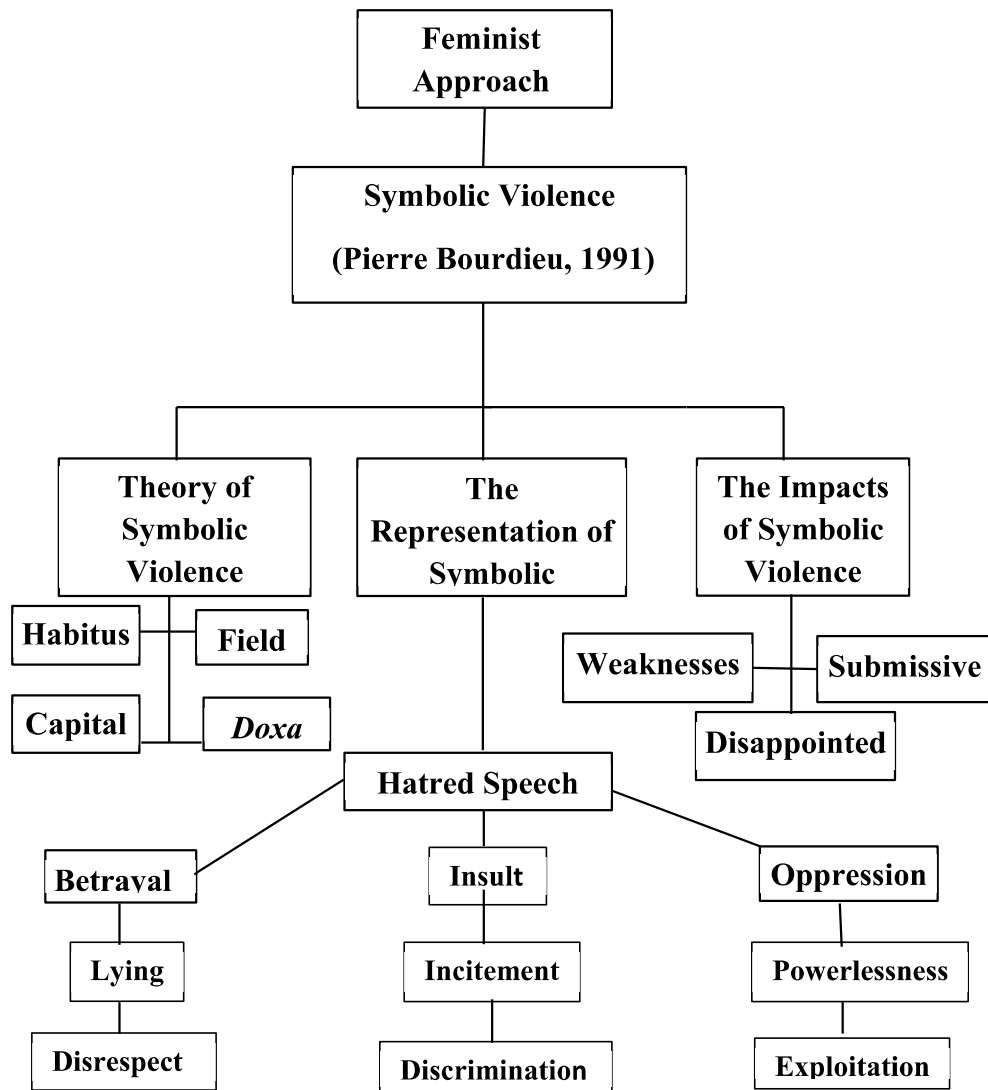 Feminist
Approach
Symbolic Violence
(Pierre Bourdieu, 1991)
Theory of
Symbolic
Violence
The
Representation of
Symbolic
The Impacts
of Symbolic
Violence
Habitus
Field
Capital
Doxa
Weaknesses
Submissive
Disappointed
Hatred Speech
Betrayal
Insult
Oppression
Lying
Incitement
Powerlessness
Disrespect
Discrimination
Exploitation